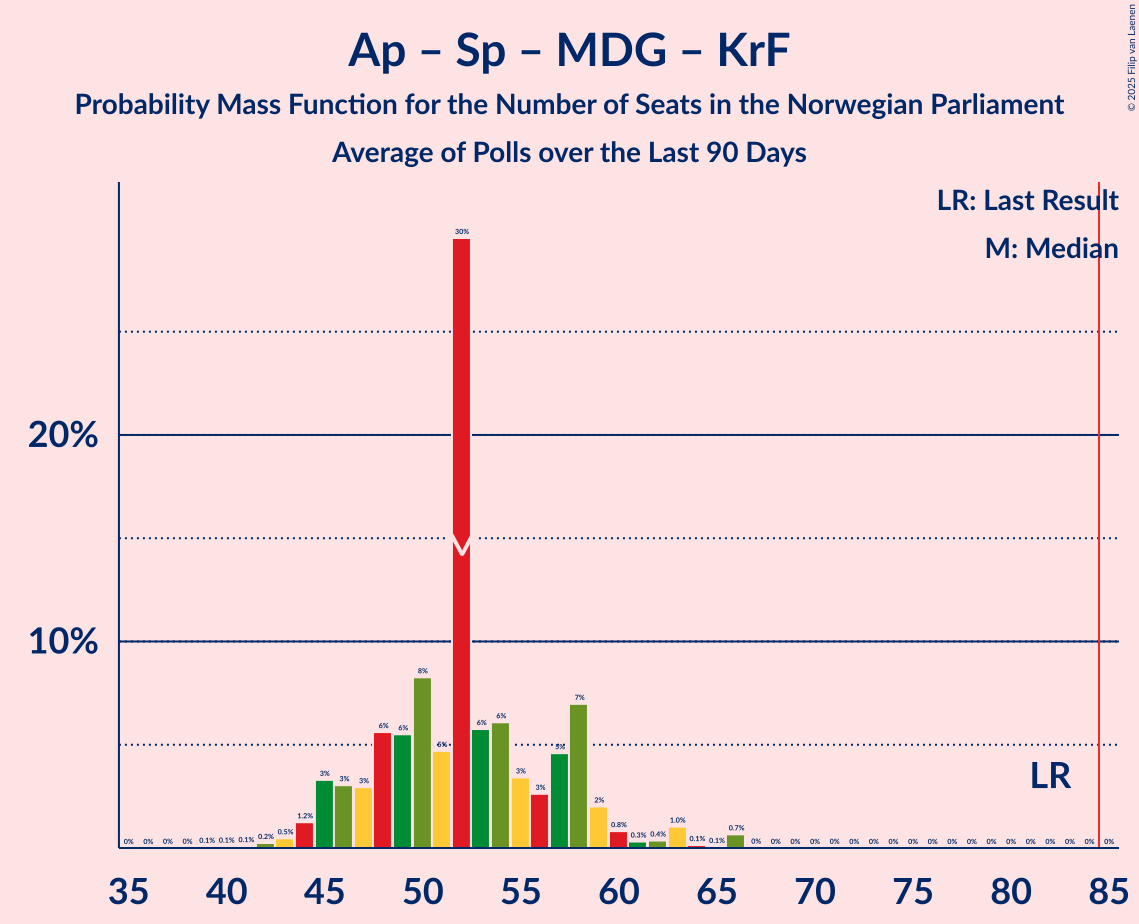 Ap – Sp – MDG – KrF
Probability Mass Function for the Number of Seats in the Norwegian Parliament
Average of Polls over the Last 90 Days
© 2025 Filip van Laenen
LR: Last Result
M: Median
30%
20%
10%
0% 0% 0% 0% 0.1% 0.1% 0.1% 0.2% 0.5% 1.2% 3% 3% 3% 6% 6% 8% 5% 6% 6% 3% 3% 5% 7% 2% 0.8% 0.3% 0.4% 1.0% 0.1% 0.1% 0.7% 0% 0% 0% 0% 0% 0% 0% 0% 0% 0% 0% 0% 0% 0% 0% 0% 0% 0% 0%
LR
35 40 45 50 55 60 65 70 75 80 85